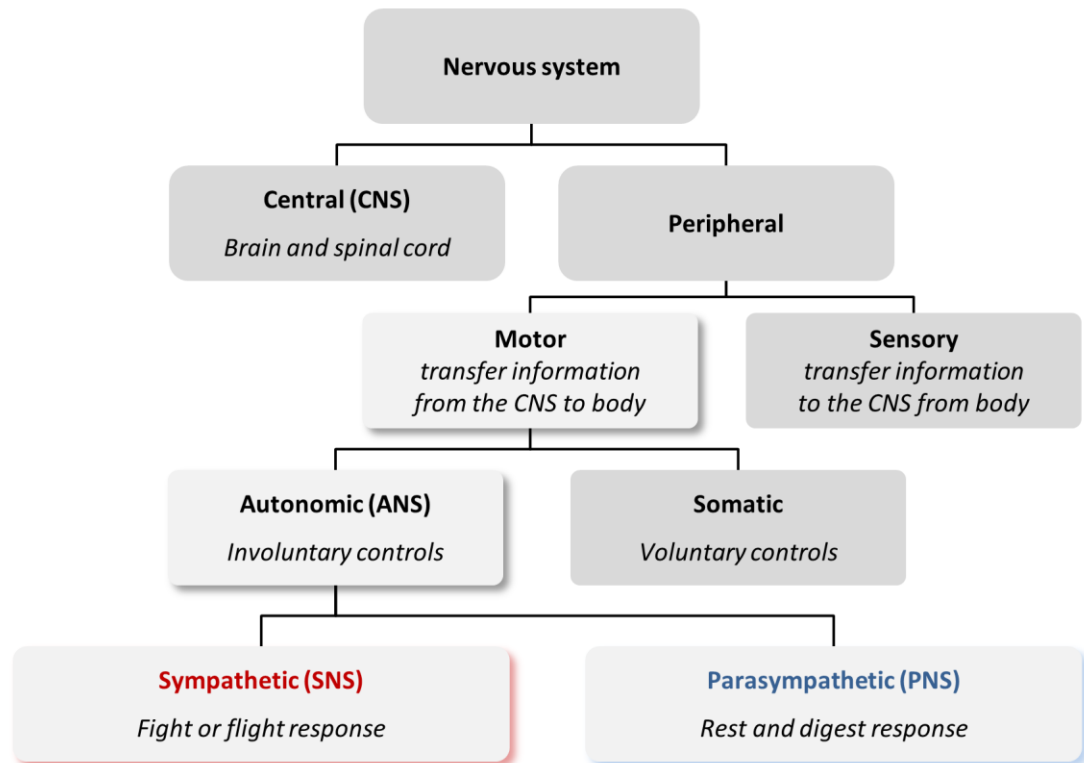 Nervous system
Central (CNS)
Brain and spinal cord
Peripheral
Motor
transfer information
from the CNS to body
Sensory
transfer information
to the CNS from body
Autonomic (ANS)
Involuntary controls
Somatic
Voluntary controls
Sympathetic (SNS)
Fight or flight response
Parasympathetic (PNS)
Rest and digest response